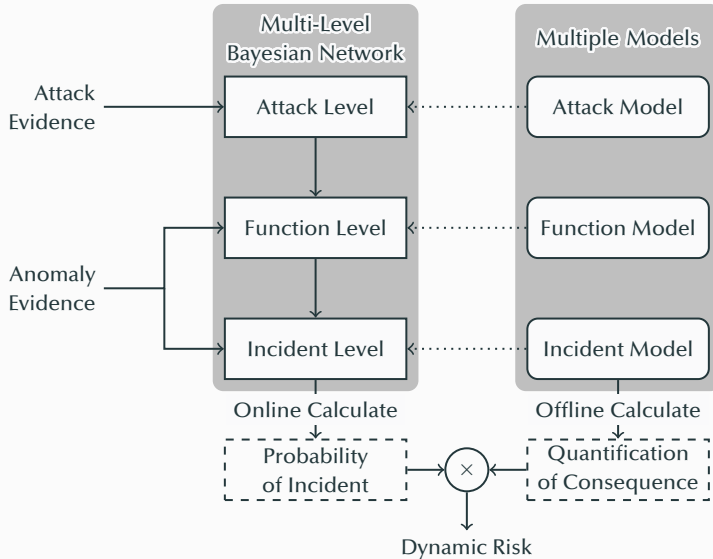 Multi-Level
Bayesian Network
Multiple Models
Attack
Evidence
Attack Level
Attack Model
Function Level
Function Model
Anomaly
Evidence
Incident Level
Incident Model
Online Calculate
Offline Calculate
Probability
of Incident
×
Quantification
of Consequence
Dynamic Risk